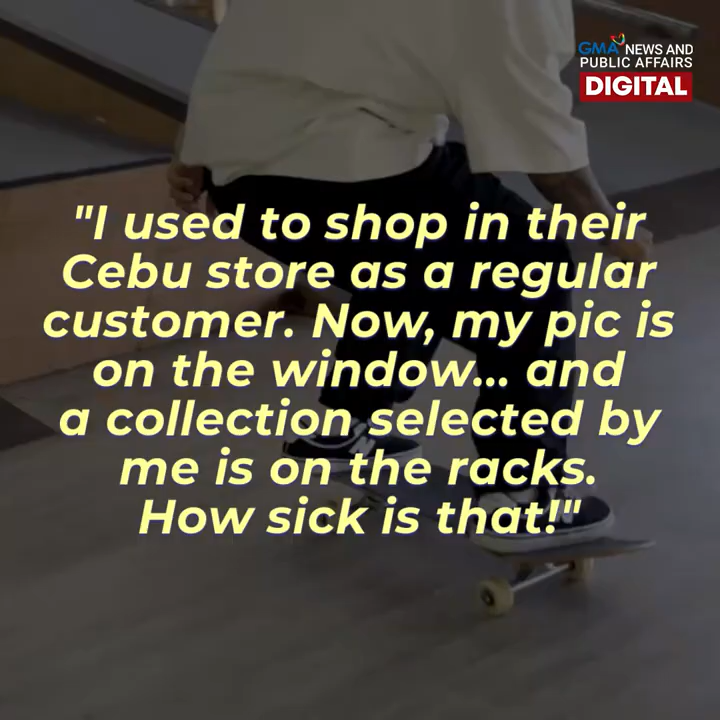 GMA NEWS AND
PUBLIC AFFAIRS
DIGITAL
"I used to shop in their
Cebu store as a regular
customer. Now, my pic is
on the window... and
a collection selected by
me is on the racks.
How sick is that!"
N
N